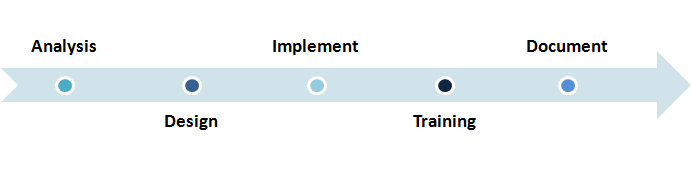 Analysis
Design
Implement
Training
Document